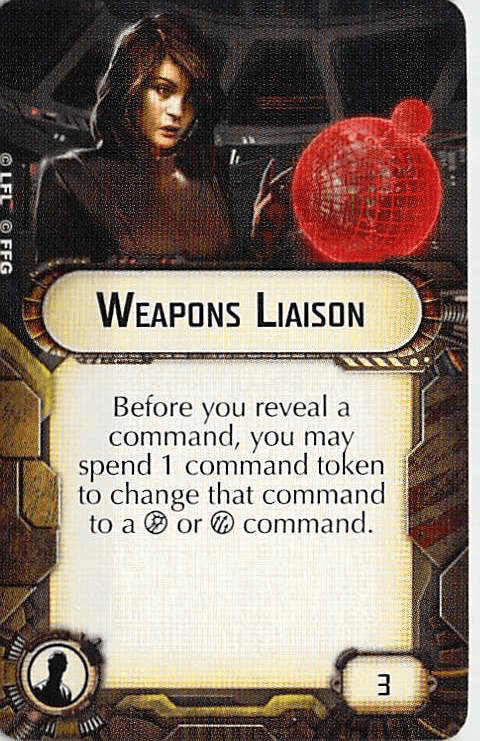 © LFL © FFG
Weapons Liaison
Before you reveal a
command, you may
spend 1 command token
to change that command
to a or command.
3